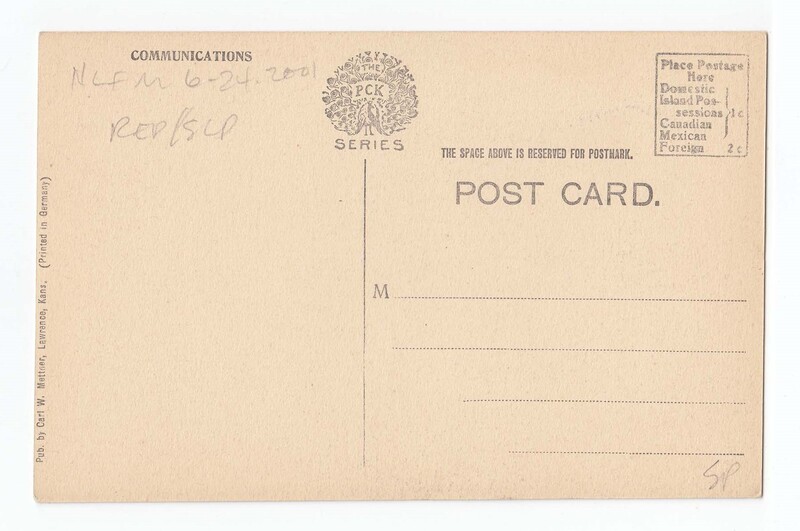 COMMUNICATIONS
6-24-2001
REP/SLP
THE
PCK
SERIES
Place Postage
Here
Domestic
Island Pos-
sessions 1c
Canadian
Mexican
Foreign 2c
THE SPACE ABOVE IS RESERVED FOR POSTMARK.
POST CARD.
M
Pub. by Carl W. Mettner, Lawrence, Kans. (Printed in Germany)
SP